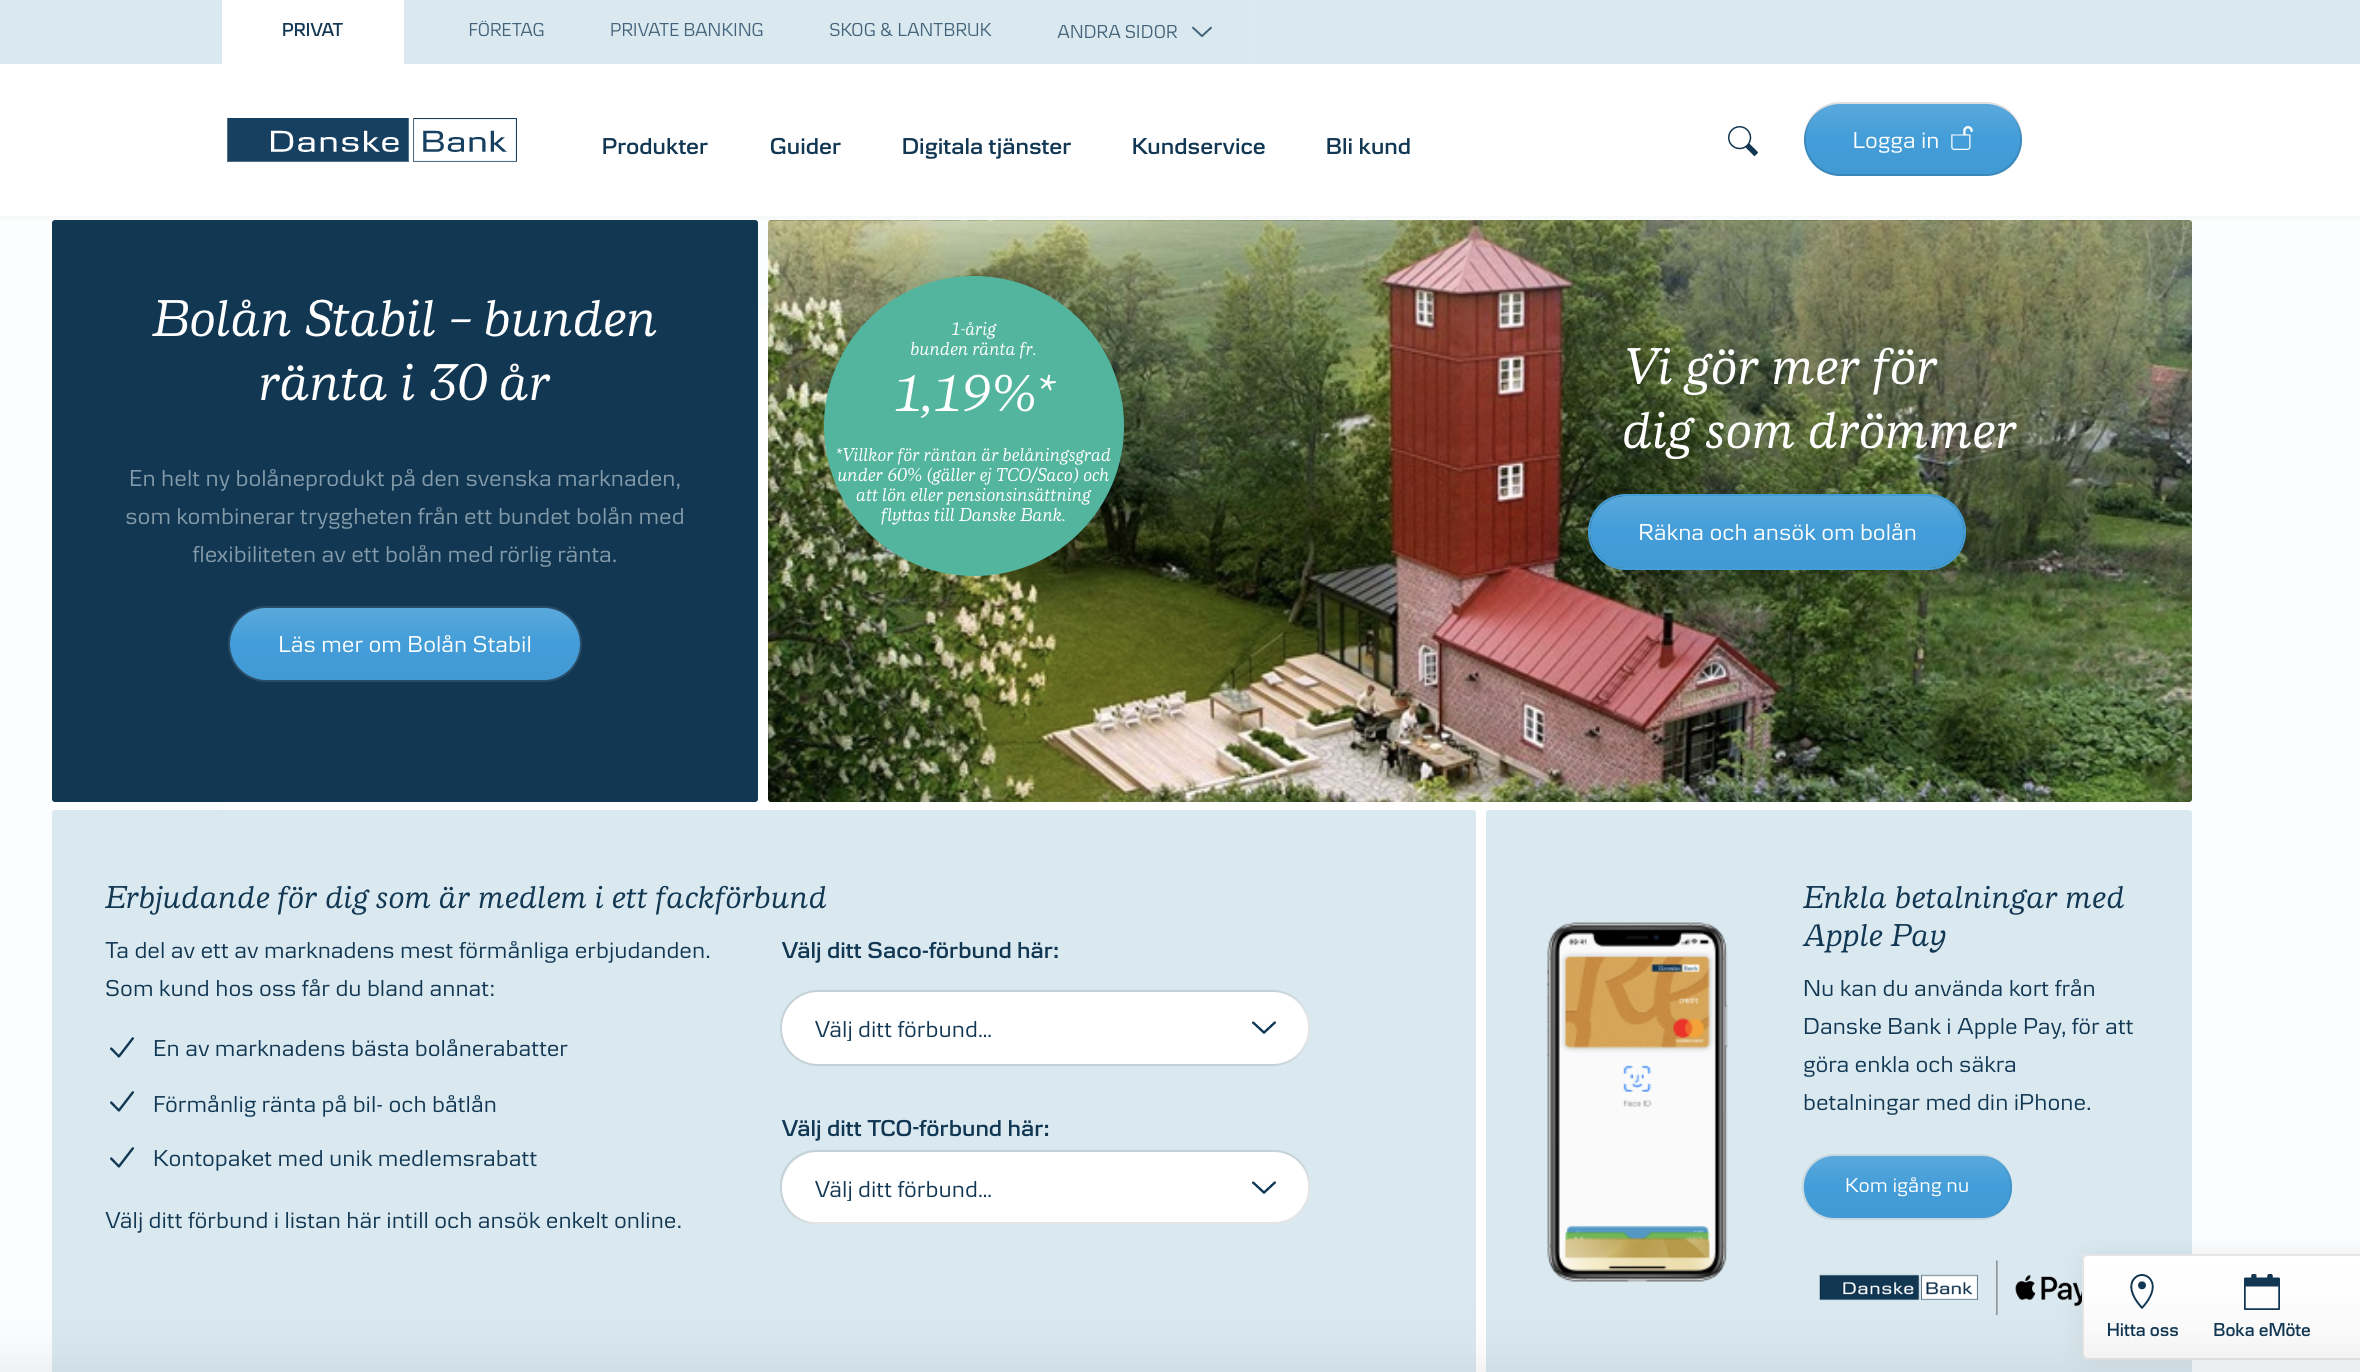 PRIVAT
FÖRETAG
PRIVATE BANKING
SKOG & LANTBRUK
ANDRA SIDOR
Danske Bank
Produkter
Guider
Digitala tjänster
Kundservice
Bli kund
Logga in
Bolån Stabil – bunden
ränta i 30 år
En helt ny bolåneprodukt på den svenska marknaden,
som kombinerar tryggheten från ett bundet bolån med
flexibiliteten av ett bolån med rörlig ränta.
Läs mer om Bolån Stabil
1-årig
bunden ränta fr.
1,19%*
*Villkor för räntan är belåningsgrad
under 60% (gäller ej TCO/Saco) och
att lön eller pensionsinsättning
flyttas till Danske Bank.
Vi gör mer för
dig som drömmer
Räkna och ansök om bolån
Erbjudande för dig som är medlem i ett fackförbund
Ta del av ett av marknadens mest förmånliga erbjudanden.
Som kund hos oss får du bland annat:
En av marknadens bästa bolånerabatter
Förmånlig ränta på bil- och båtlån
Kontopaket med unik medlemsrabatt
Välj ditt förbund i listan här intill och ansök enkelt online.
Välj ditt Saco-förbund här:
Välj ditt förbund...
Välj ditt TCO-förbund här:
Välj ditt förbund...
09:41
Danske Bank
credit
Face ID
Enkla betalningar med
Apple Pay
Nu kan du använda kort från
Danske Bank i Apple Pay, för att
göra enkla och säkra
betalningar med din iPhone.
Kom igång nu
Danske Bank
Pay
Hitta oss
Boka eMöte